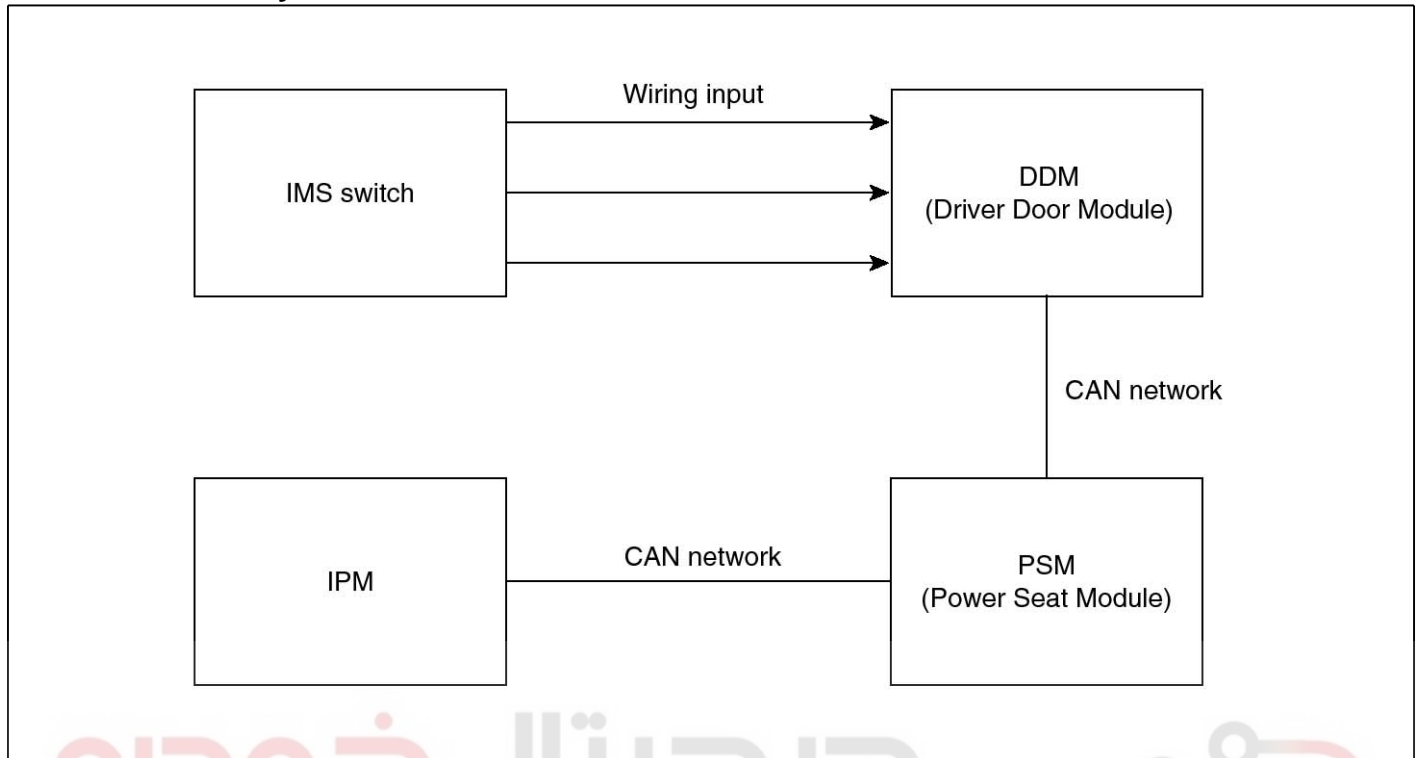 Wiring input
IMS switch
DDM
(Driver Door Module)
CAN network
IPM
CAN network
PSM
(Power Seat Module)